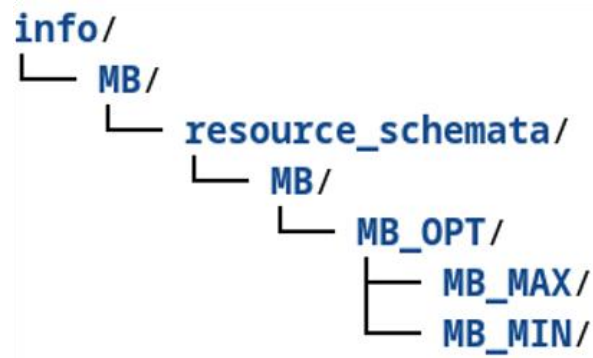 info/
MB/
resource_schemata/
MB/
MB_OPT/
MB_MAX/
MB_MIN/